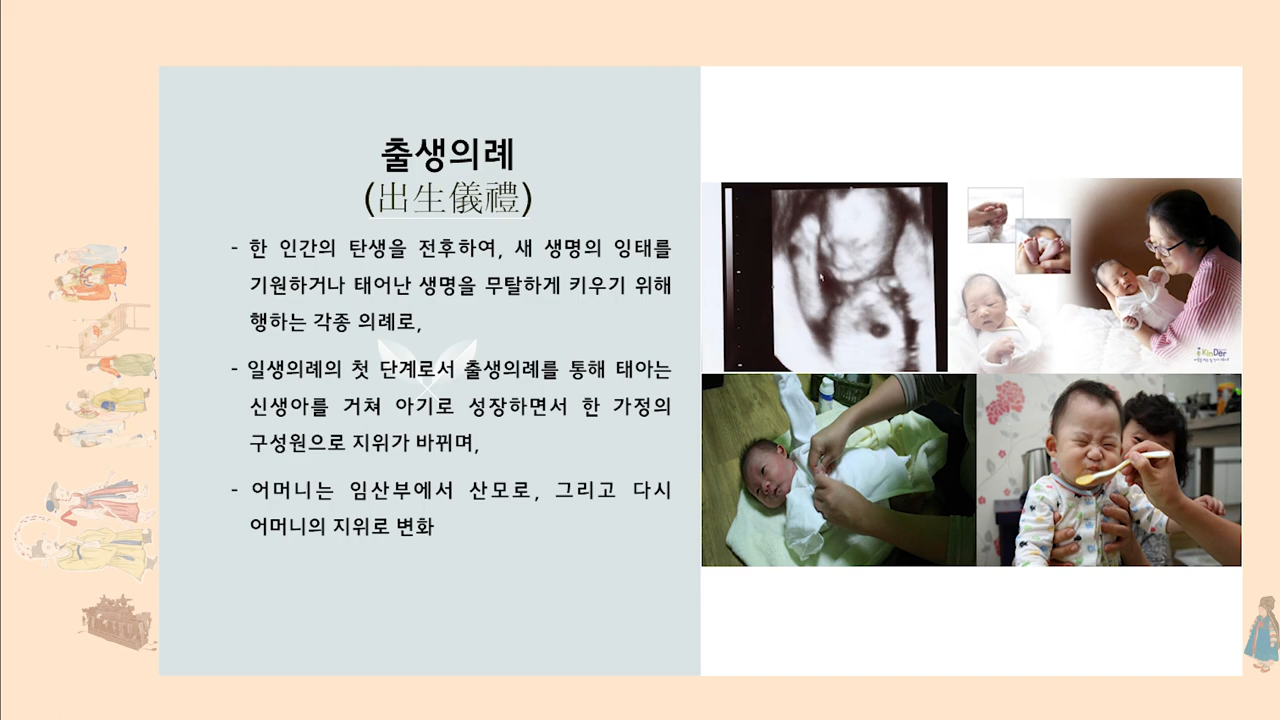 출생의례
(出生儀禮)
- 한 인간의 탄생을 전후하여, 새 생명의 잉태를
기원하거나 태어난 생명을 무탈하게 키우기 위해
행하는 각종 의례로,
- 일생의례의 첫 단계로서 출생의례를 통해 태아는
신생아를 거쳐 아기로 성장하면서 한 가정의
구성원으로 지위가 바뀌며,
- 어머니는 임산부에서 산모로, 그리고 다시
어머니의 지위로 변화
KinDer